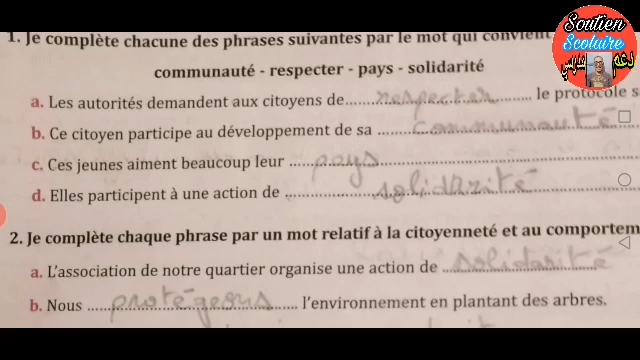 Soutien
Scolaire
دعم مدرسي
1. Je complète chacune des phrases suivantes par le mot qui convient
communauté - respecter - pays - solidarité
a. Les autorités demandent aux citoyens de...respecter...le protocole s
b. Ce citoyen participe au développement de sa ...communauté
c. Ces jeunes aiment beaucoup leur ...pays...
d. Elles participent à une action de ...solidarité...
2. Je complète chaque phrase par un mot relatif à la citoyenneté et au comportem
a. L'association de notre quartier organise une action de ...solidarité
b. Nous ...protégeons... l'environnement en plantant des arbres.